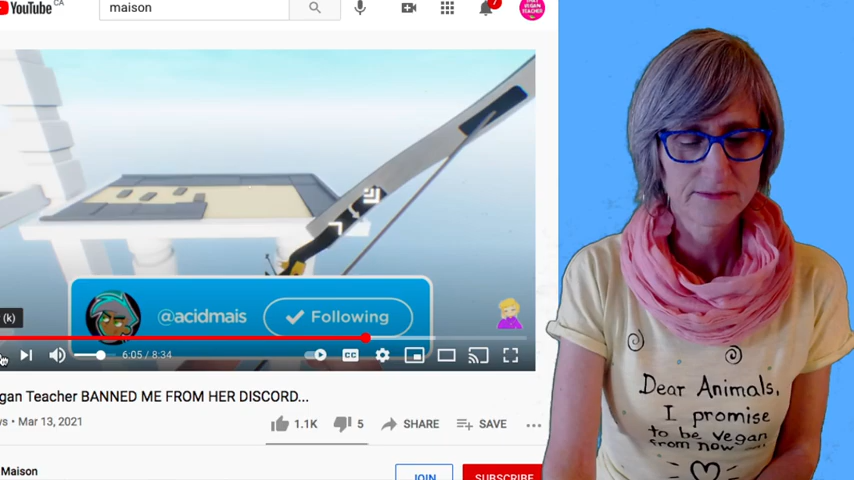 YouTube CA
maison
7
THAT VEGAN TEACHER
@acidmais
Following
(k)
6:05 / 8:34
CC
gan Teacher BANNED ME FROM HER DISCORD...
ws • Mar 13, 2021
1.1K
5
SHARE
SAVE
Maison
JOIN
SUBSCRIBE
Dear Animals,
I promise
to be vegan
from now ...